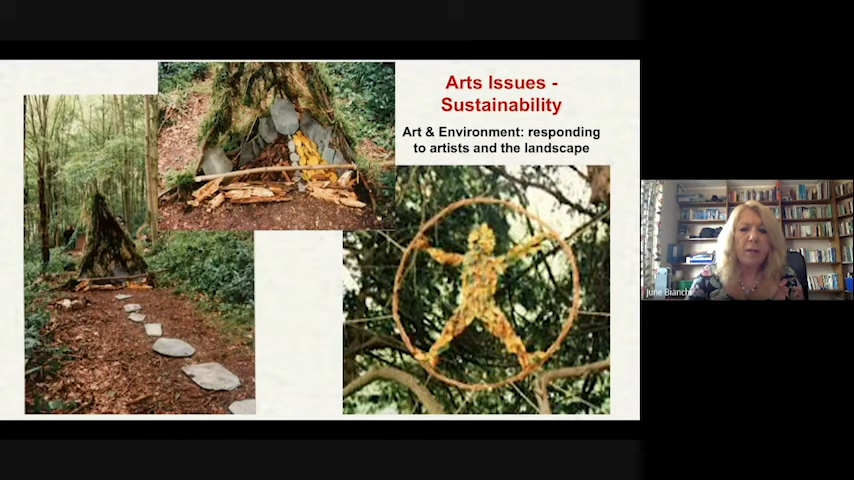 Arts Issues -
Sustainability
Art & Environment: responding
to artists and the landscape
June Bianchi